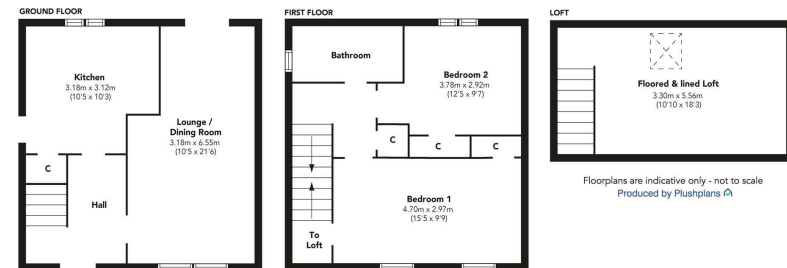 GROUND FLOOR
Kitchen
3.18m x 3.12m
(10'5 x 10'3)
Lounge /
Dining Room
3.18m x 6.55m
(10'5 x 21'6)
C
Hall
FIRST FLOOR
Bathroom
Bedroom 2
3.78m x 2.92m
(12'5 x 9'7)
C
C
C
Bedroom 1
4.70m x 2.97m
(15'5 x 9'9)
To
Loft
LOFT
Floored & lined Loft
3.30m x 5.56m
(10'10 x 18'3)
Floorplans are indicative only - not to scale
Produced by Plushplans